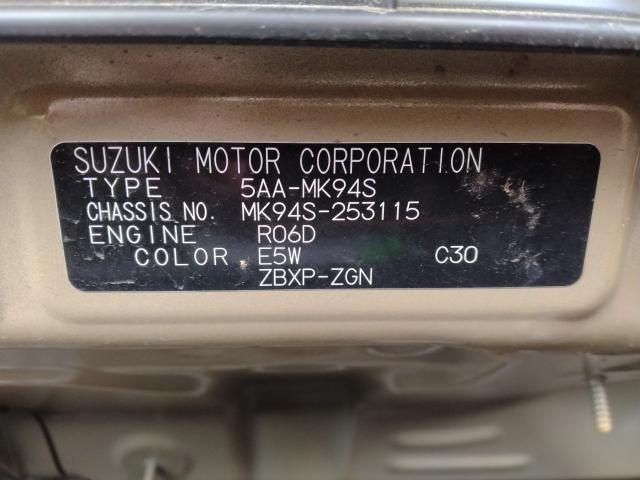 SUZUKI MOTOR CORPORATION
TYPE 5AA-MK94S
CHASSIS NO. MK94S-253115
ENGINE R06D
COLOR E5W C30
ZBXP-ZGN